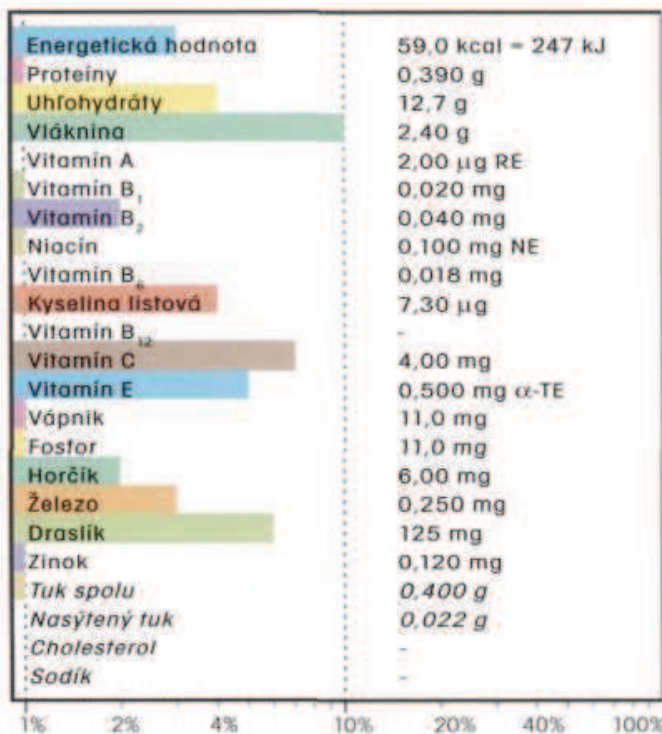 Energetická hodnota 59,0 kcal = 247 kJ
Proteíny 0,390 g
Uhľohydráty 12,7 g
Vláknina 2,40 g
Vitamín A 2,00 µg RE
Vitamín B₁ 0,020 mg
Vitamín B₂ 0,040 mg
Niacín 0,100 mg NE
Vitamín B₆ 0,018 mg
Kyselina listová 7,30 µg
Vitamín B₁₂ -
Vitamín C 4,00 mg
Vitamín E 0,500 mg α-TE
Vápnik 11,0 mg
Fosfor 11,0 mg
Horčík 6,00 mg
Železo 0,250 mg
Draslík 125 mg
Zinok 0,120 mg
Tuk spolu 0,400 g
Nasýtený tuk 0,022 g
Cholesterol -
Sodík -
1% 2% 4% 10% 20% 40% 100%